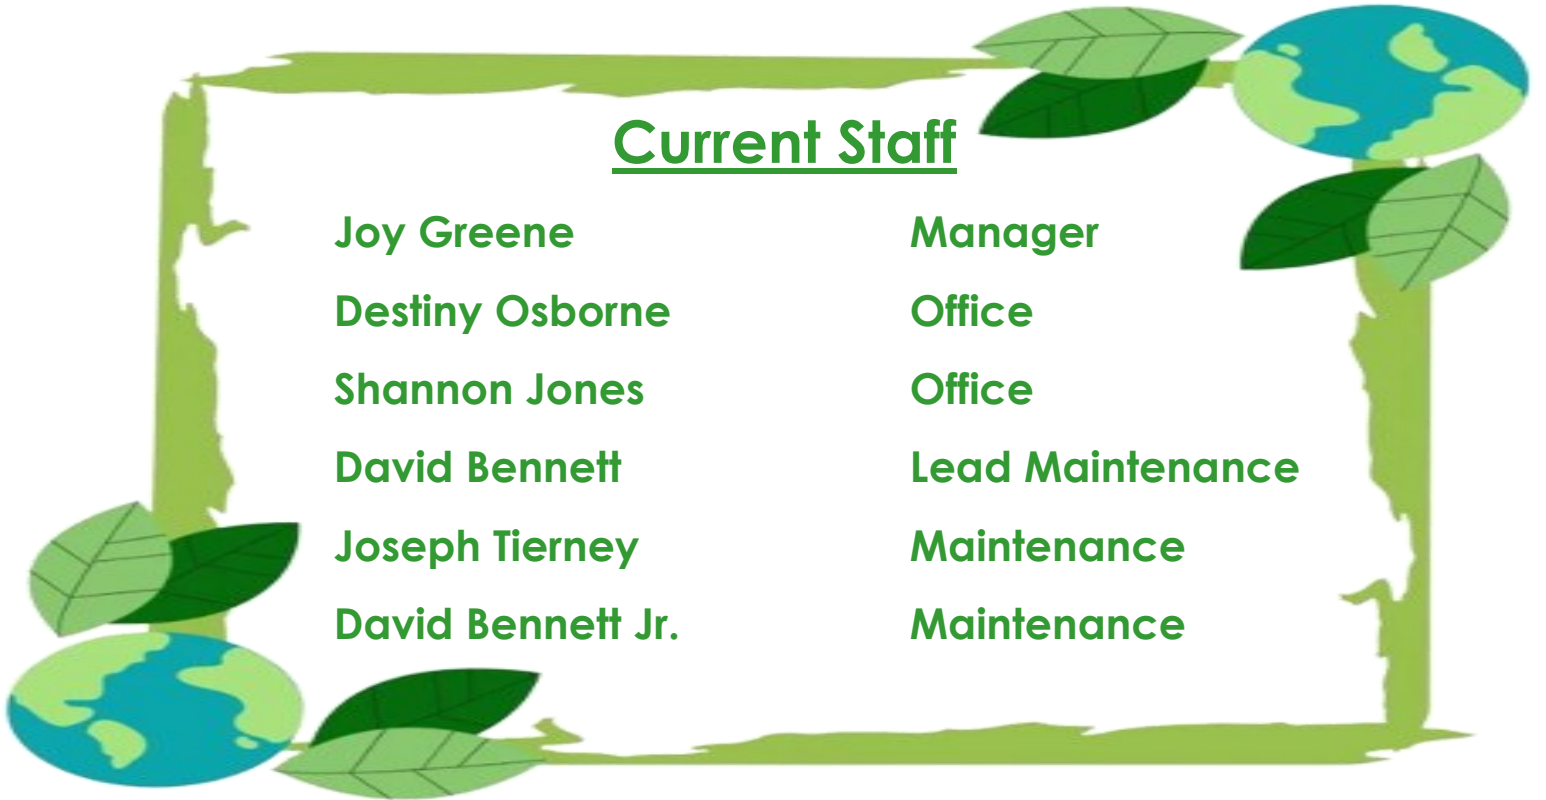 Current Staff
Joy Greene Manager
Destiny Osborne Office
Shannon Jones Office
David Bennett Lead Maintenance
Joseph Tierney Maintenance
David Bennett Jr. Maintenance